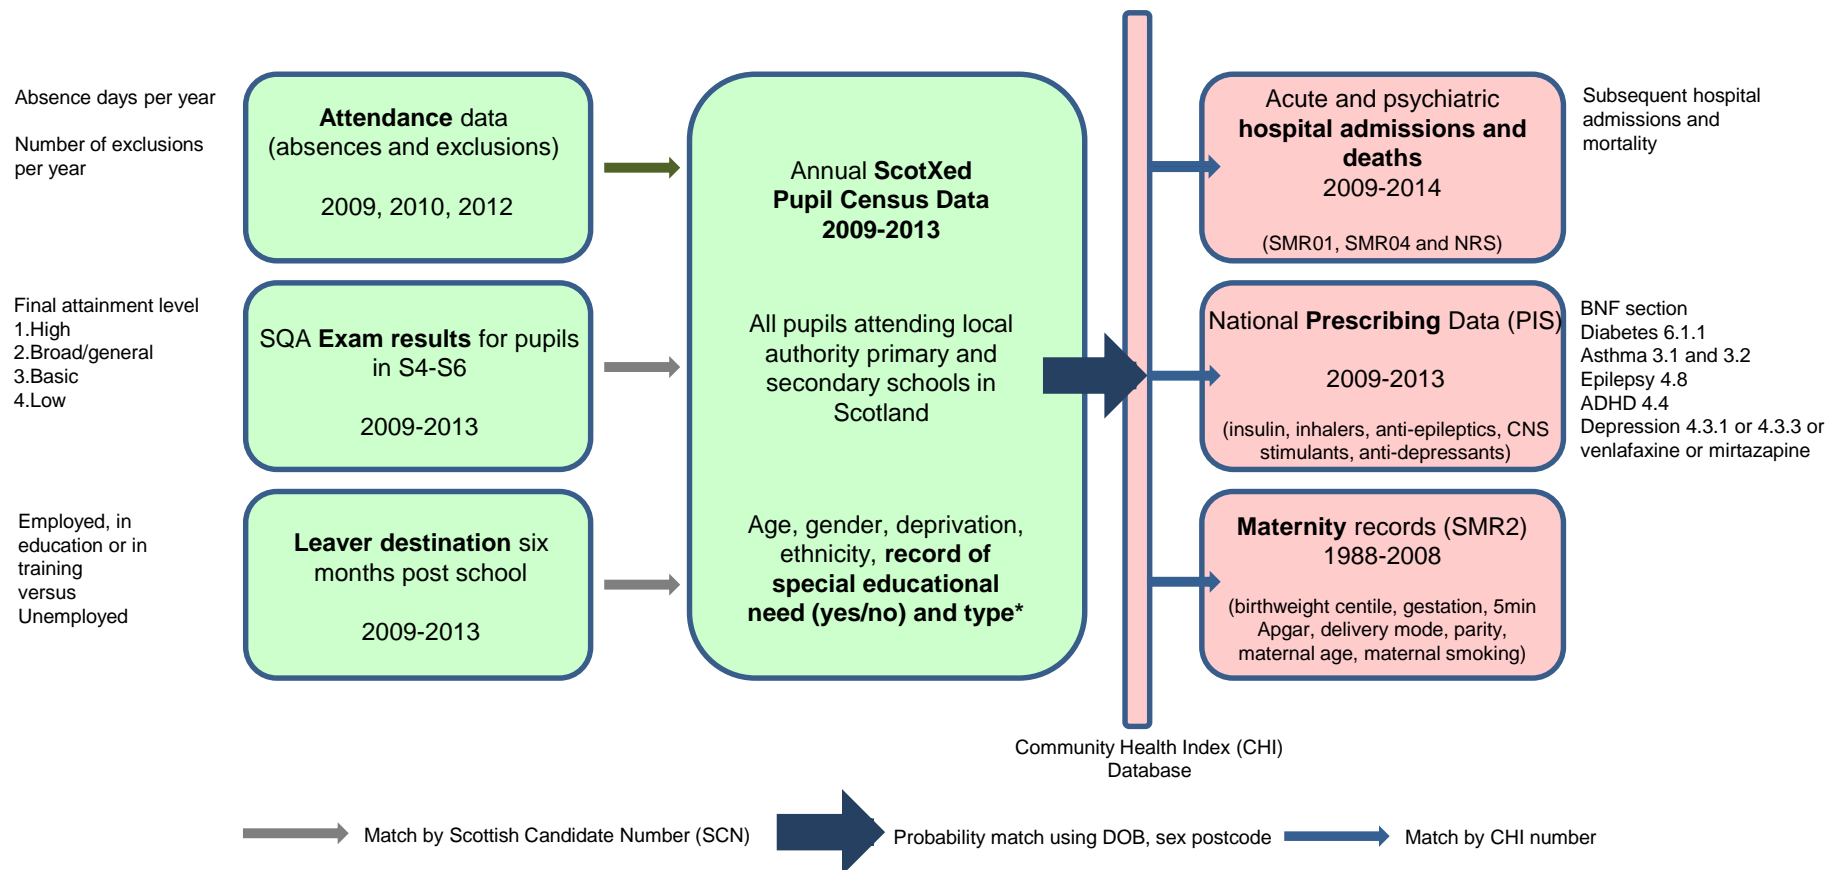 Absence days per year
Number of exclusions
per year
Attendance data
(absences and exclusions)
2009, 2010, 2012
Final attainment level
1.High
2.Broad/general
3.Basic
4.Low
SQA Exam results for pupils
in S4-S6
2009-2013
Employed, in
education or in
training
versus
Unemployed
Leaver destination six
months post school
2009-2013
Annual ScotXed
Pupil Census Data
2009-2013
All pupils attending local
authority primary and
secondary schools in
Scotland
Age, gender, deprivation,
ethnicity, record of
special educational
need (yes/no) and type*
Acute and psychiatric
hospital admissions and
deaths
2009-2014
(SMR01, SMR04 and NRS)
Subsequent hospital
admissions and
mortality
National Prescribing Data (PIS)
2009-2013
(insulin, inhalers, anti-epileptics, CNS
stimulants, anti-depressants)
BNF section
Diabetes 6.1.1
Asthma 3.1 and 3.2
Epilepsy 4.8
ADHD 4.4
Depression 4.3.1 or 4.3.3 or
venlafaxine or mirtazapine
Maternity records (SMR2)
1988-2008
(birthweight centile, gestation, 5min
Apgar, delivery mode, parity,
maternal age, maternal smoking)
Community Health Index (CHI)
Database
Match by Scottish Candidate Number (SCN)
Probability match using DOB, sex postcode
Match by CHI number